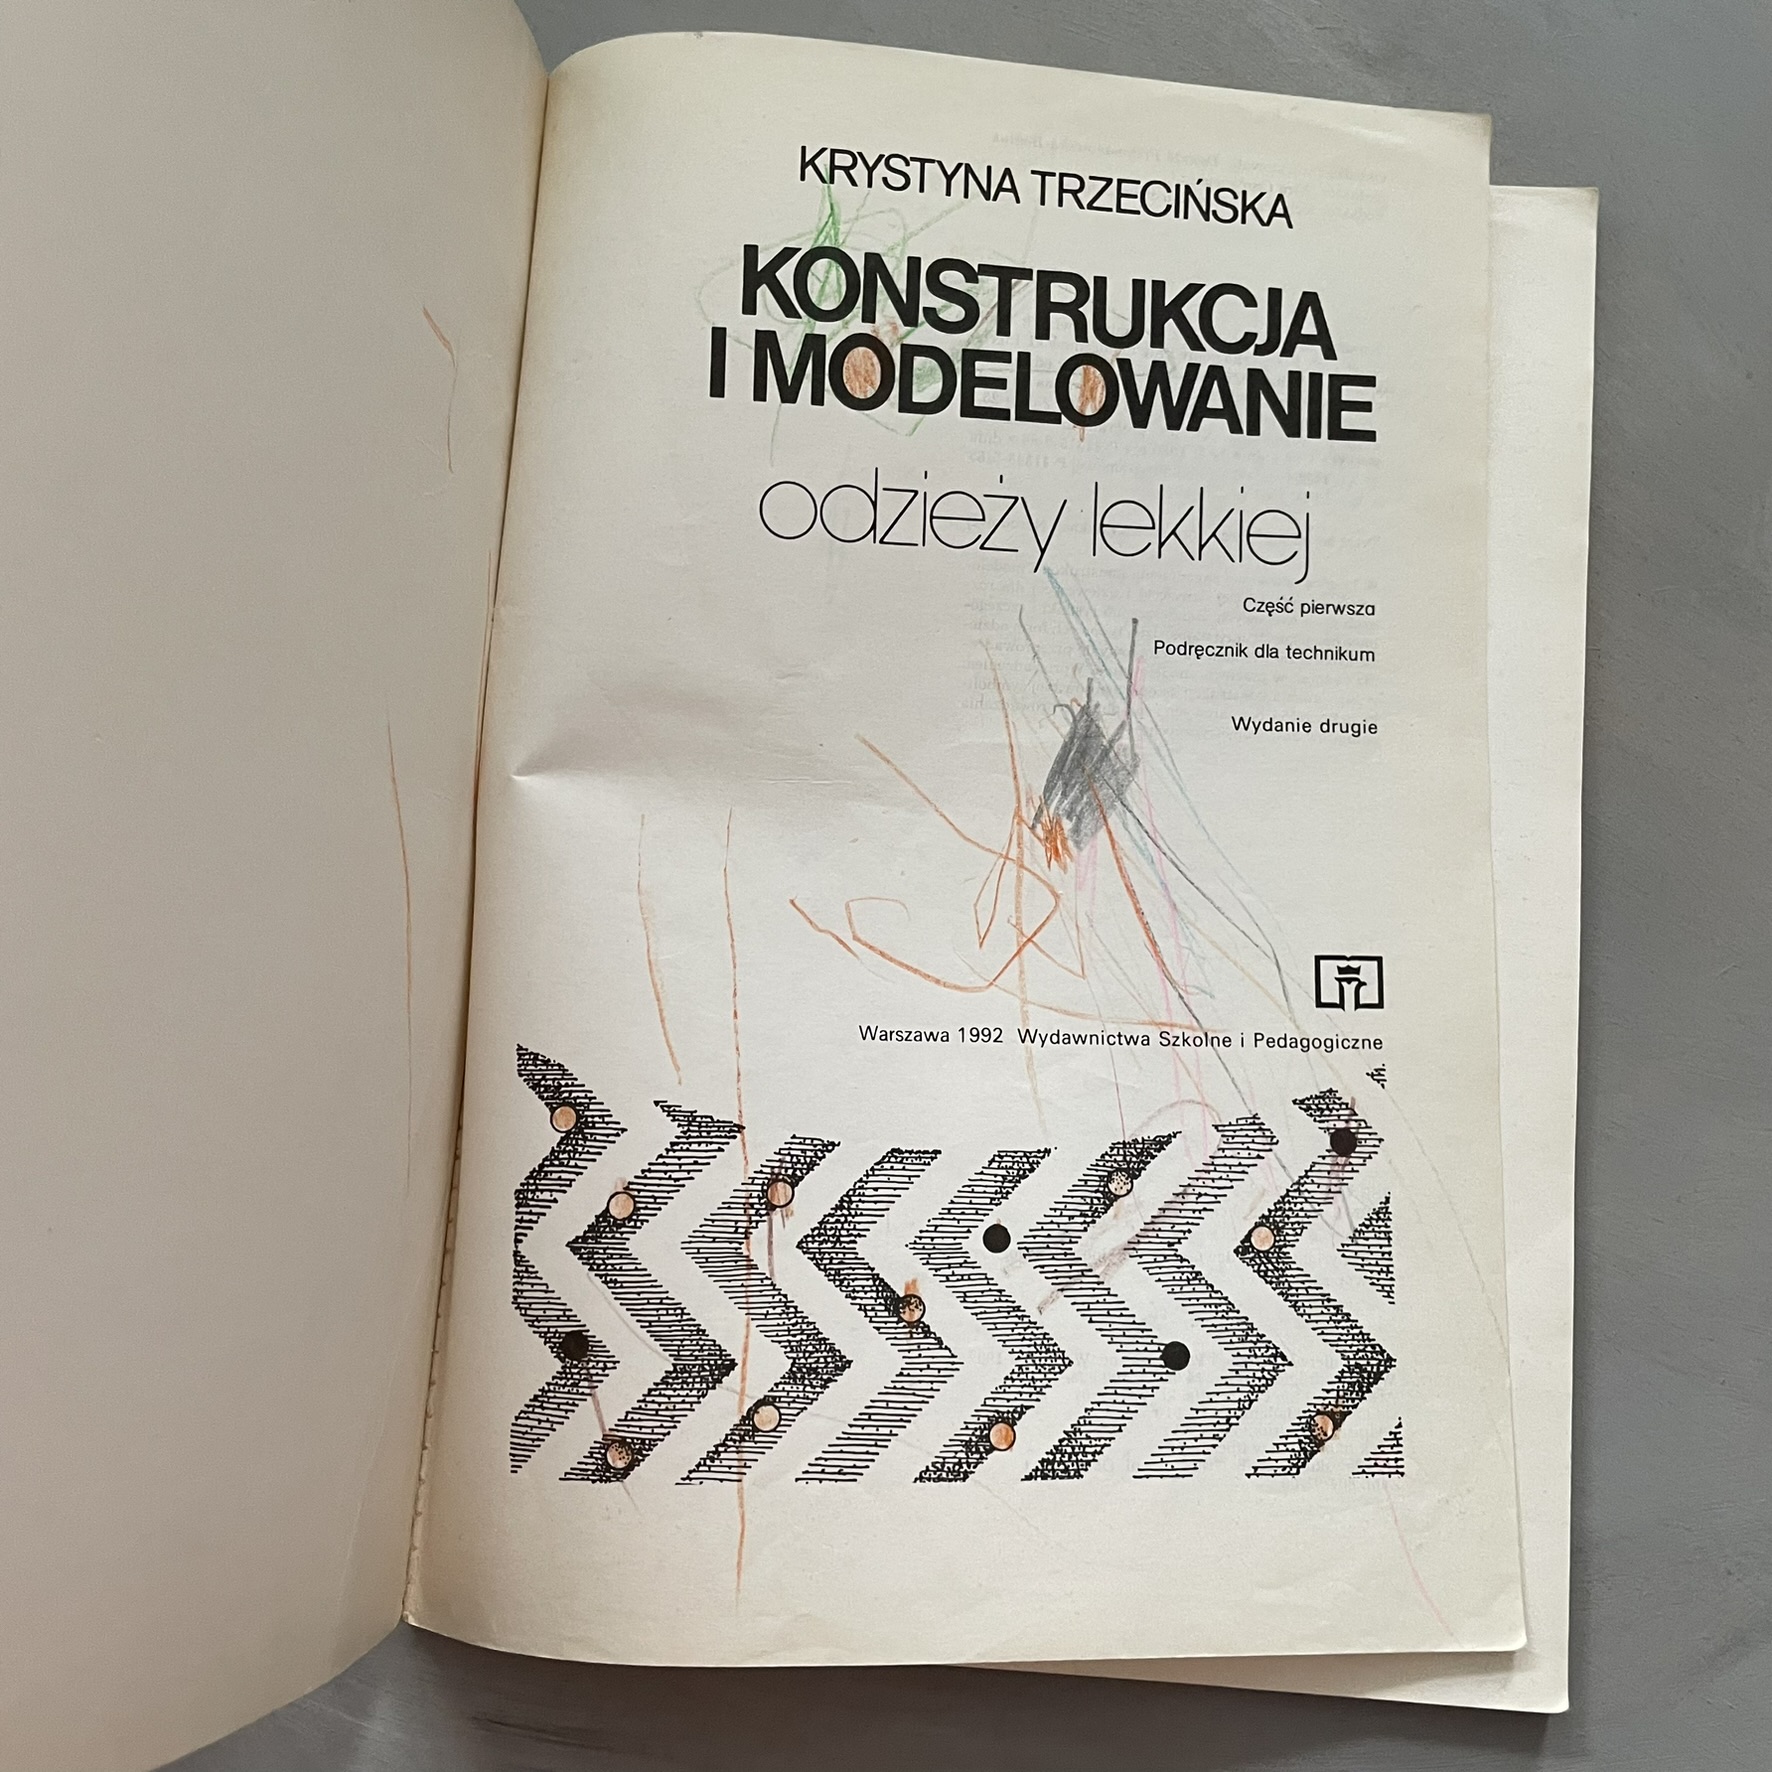 KRYSTYNA TRZECIŃSKA
KONSTRUKCJA
I MODELOWANIE
odzieży lekkiej
Część pierwsza
Podręcznik dla technikum
Wydanie drugie
Warszawa 1992 Wydawnictwa Szkolne i Pedagogiczne